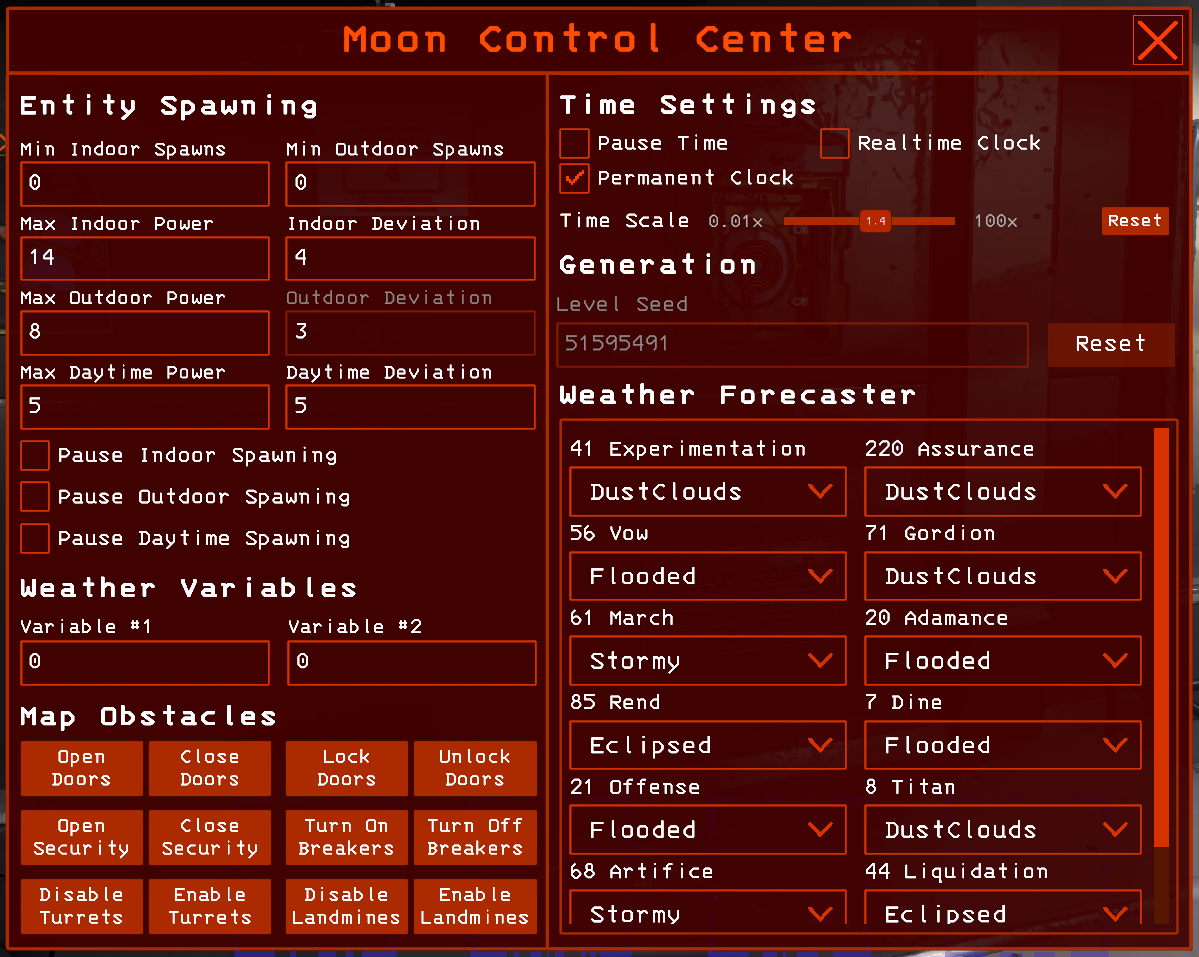 Moon Control Center
Entity Spawning
Min Indoor Spawns
Min Outdoor Spawns
0
0
Max Indoor Power
Indoor Deviation
14
4
Max Outdoor Power
Outdoor Deviation
8
3
Max Daytime Power
Daytime Deviation
5
5
Pause Indoor Spawning
Pause Outdoor Spawning
Pause Daytime Spawning
Weather Variables
Variable #1
Variable #2
0
0
Map Obstacles
Open
Doors
Close
Doors
Lock
Doors
Unlock
Doors
Open
Security
Close
Security
Turn On
Breakers
Turn Off
Breakers
Disable
Turrets
Enable
Turrets
Disable
Landmines
Enable
Landmines
Time Settings
Pause Time
Realtime Clock
Permanent Clock
Time Scale 0.01x 1.4 100x Reset
Generation
Level Seed
51595491
Reset
Weather Forecaster
41 Experimentation
220 Assurance
DustClouds
DustClouds
56 Vow
71 Gordion
Flooded
DustClouds
61 March
20 Adamance
Stormy
Flooded
85 Rend
7 Dine
Eclipsed
Flooded
21 Offense
8 Titan
Flooded
DustClouds
68 Artifice
44 Liquidation
Stormy
Eclipsed